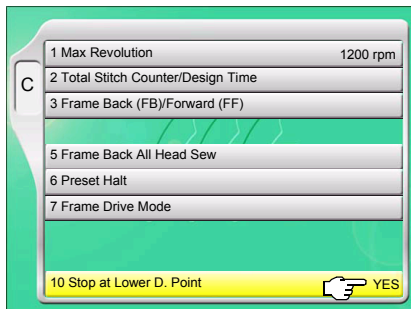 C
1 Max Revolution 1200 rpm
2 Total Stitch Counter/Design Time
3 Frame Back (FB)/Forward (FF)
5 Frame Back All Head Sew
6 Preset Halt
7 Frame Drive Mode
10 Stop at Lower D. Point YES